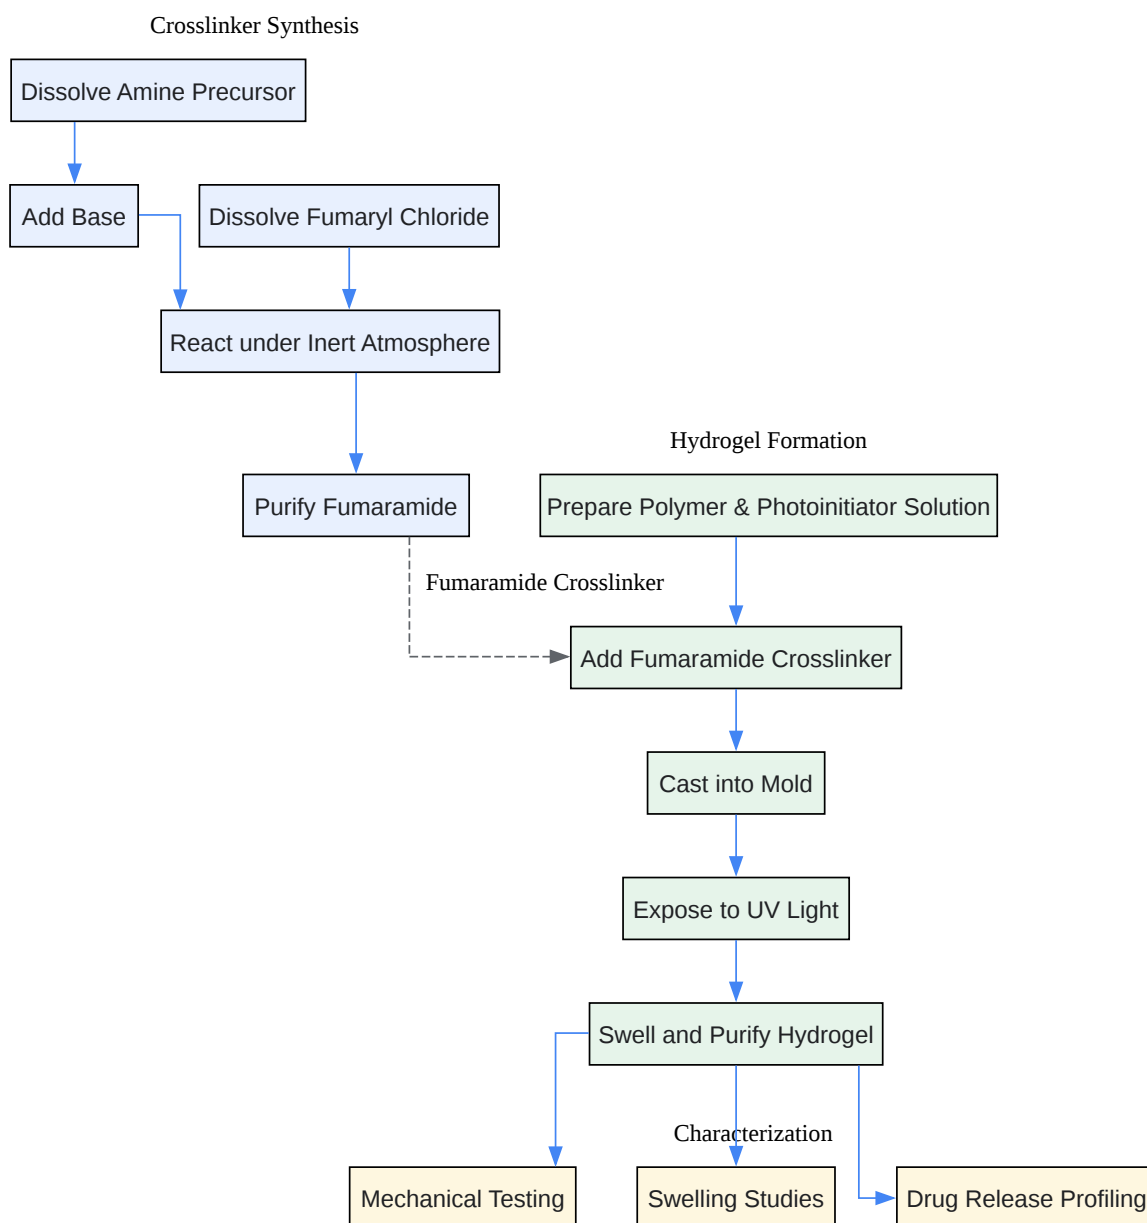 Crosslinker Synthesis
Dissolve Amine Precursor
Add Base
Dissolve Fumaryl Chloride
React under Inert Atmosphere
Hydrogel Formation
Purify Fumaramide
Prepare Polymer & Photoinitiator Solution
Fumaramide Crosslinker
Add Fumaramide Crosslinker
Cast into Mold
Expose to UV Light
Swell and Purify Hydrogel
Characterization
Mechanical Testing
Swelling Studies
Drug Release Profiling